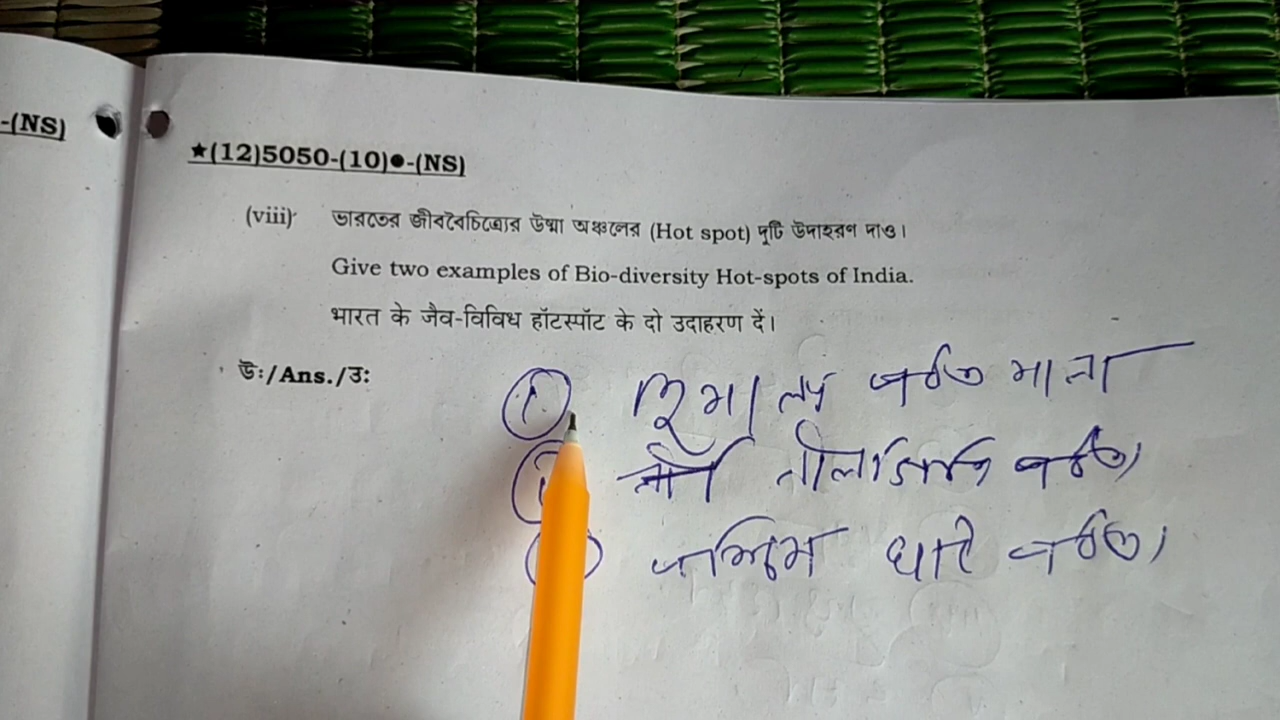 -(NS)
★(12)5050-(10)●-(NS)
(viii) ভারতের জীববৈচিত্র্যের উষ্মা অঞ্চলের (Hot spot) দুটি উদাহরণ দাও।
Give two examples of Bio-diversity Hot-spots of India.
भारत के जैव-विविध हॉटस्पॉट के दो उदाहरण दें।
উঃ/Ans./उः
হিমালয় পর্বত মালা
নীলগিরি পর্বত।
পশ্চিম ঘাট পর্বত।